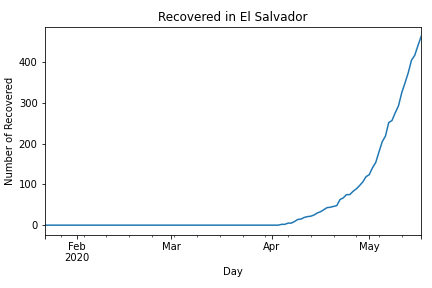 Recovered in El Salvador
Number of Recovered
400
300
200
100
0
Feb
2020
Mar
Apr
May
Day